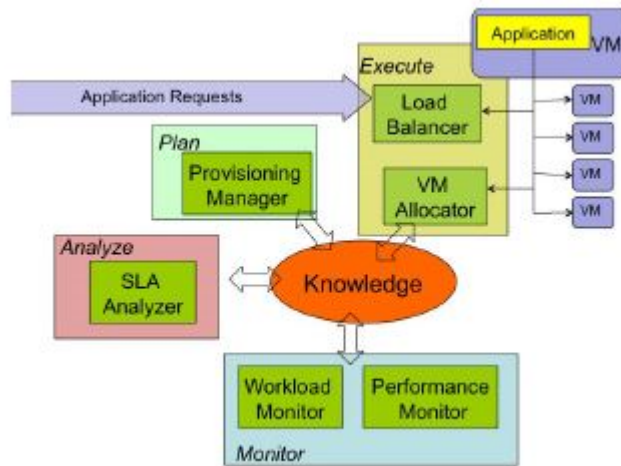 Application
VM
Execute
Application Requests
Load
Balancer
VM
VM
VM
VM
Plan
Provisioning
Manager
VM
Allocator
Analyze
SLA
Analyzer
Knowledge
Workload
Monitor
Performance
Monitor
Monitor